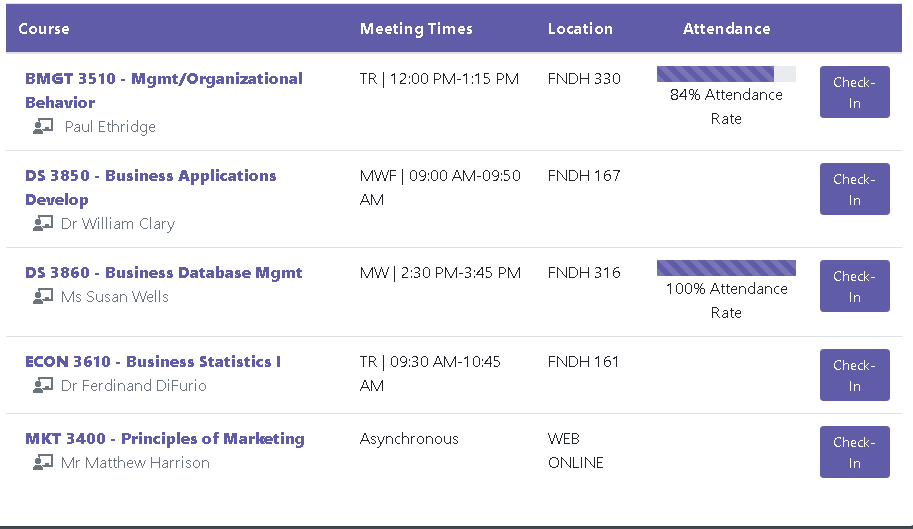 Course Meeting Times Location Attendance
BMGT 3510 - Mgmt/Organizational TR | 12:00 PM-1:15 PM FNDH 330
Behavior
Paul Ethridge
84% Attendance
Rate
Check-
In
DS 3850 - Business Applications MWF | 09:00 AM-09:50 FNDH 167
Develop AM
Dr William Clary
Check-
In
DS 3860 - Business Database Mgmt MW | 2:30 PM-3:45 PM FNDH 316
Ms Susan Wells
100% Attendance
Rate
Check-
In
ECON 3610 - Business Statistics I TR | 09:30 AM-10:45 FNDH 161
Dr Ferdinand DiFurio AM
Check-
In
MKT 3400 - Principles of Marketing Asynchronous WEB
Mr Matthew Harrison ONLINE
Check-
In